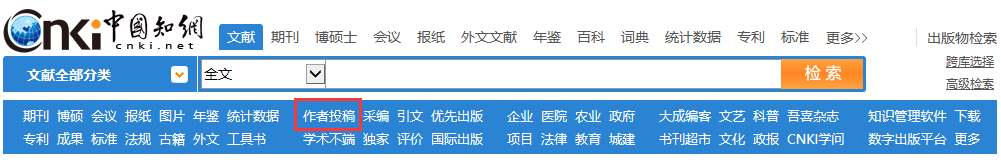 Cnki 中國知網
cnki.net
文献 期刊 博硕士 会议 报纸 外文文献 年鉴 百科 词典 统计数据 专利 标准 更多>> 出版物检索
跨库选择
文献全部分类 全文 检 索
高级检索
期刊 博硕 会议 报纸 图片 年鉴 统计数据 作者投稿 采编 引文 优先出版 企业 医院 农业 政府 大成编客 文艺 科普 吾喜杂志 知识管理软件 下载
专利 成果 标准 法规 古籍 外文 工具书 学术不端 独家 评价 国际出版 项目 法律 教育 城建 书刊超市 文化 政报 CNKI学问 数字出版平台 更多